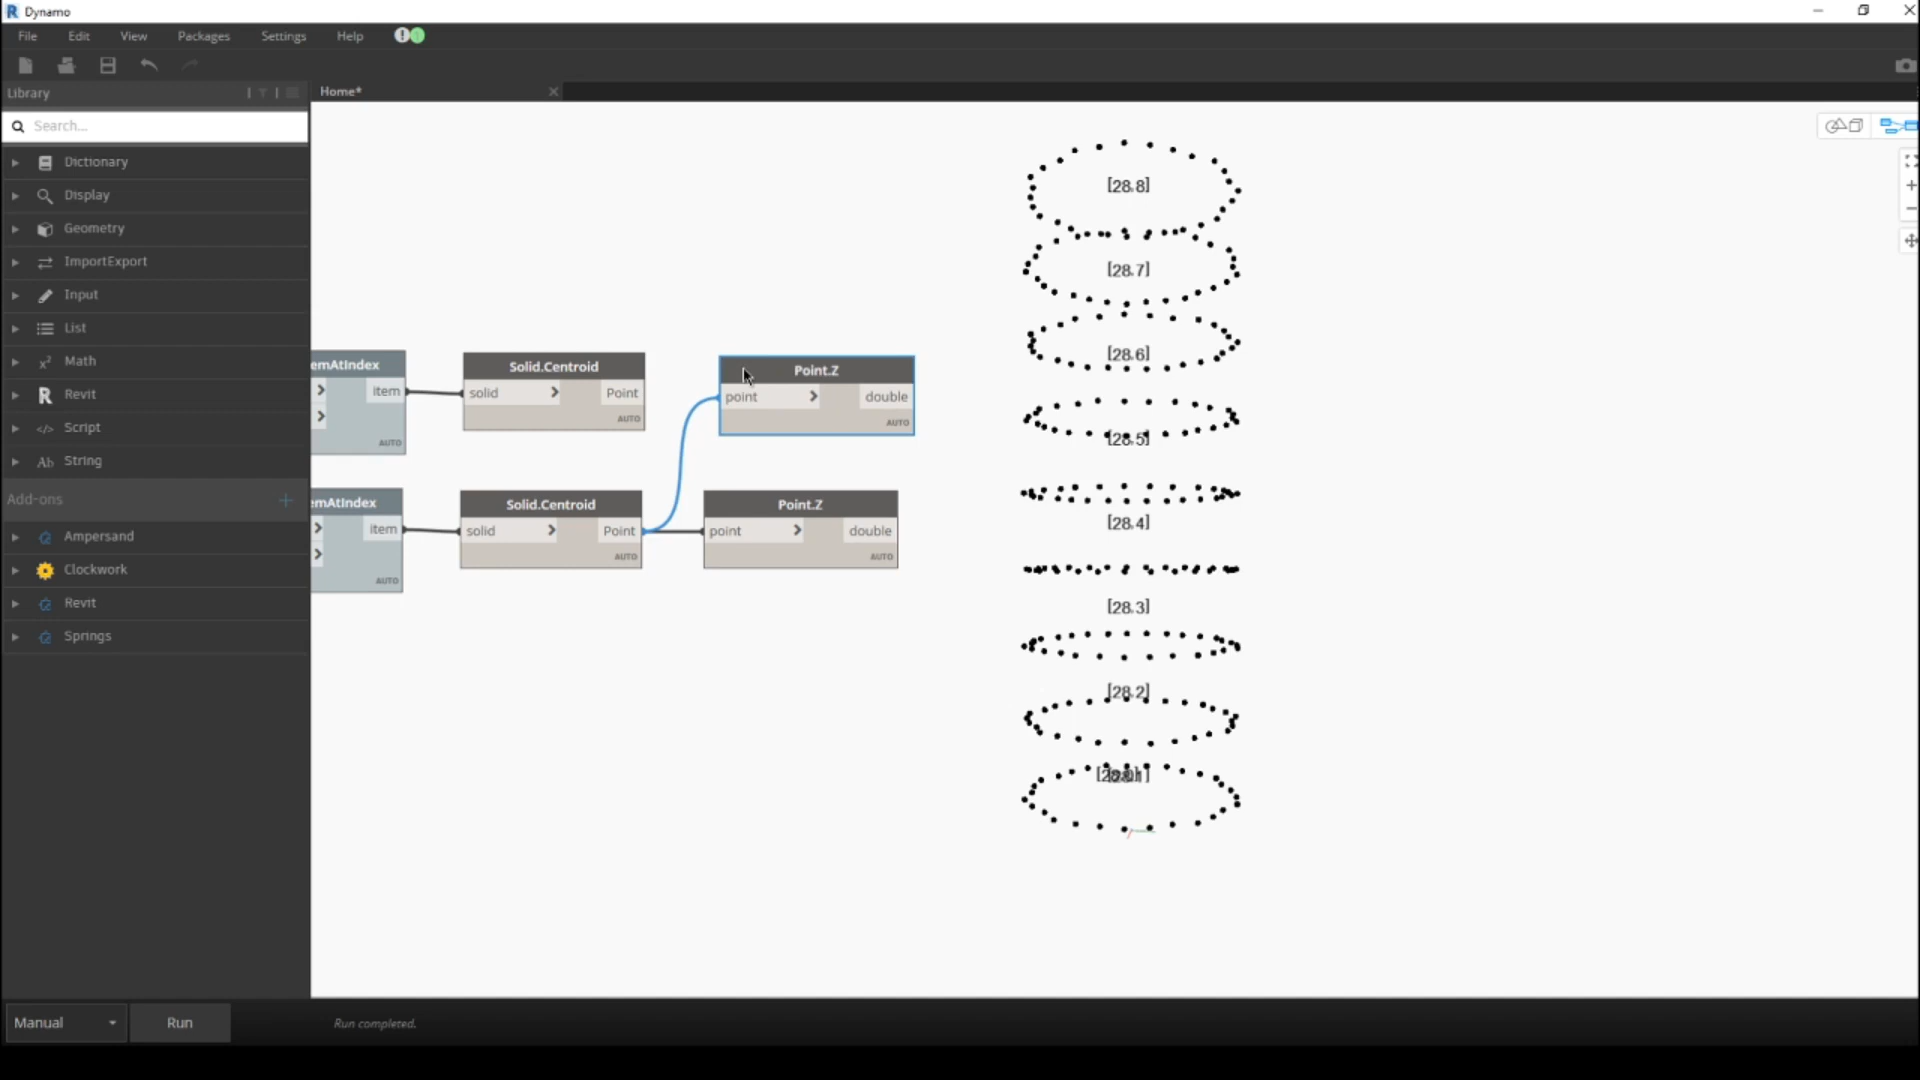 Dynamo
File Edit View Packages Settings Help
Library
Home*
Search...
Dictionary
Display
Geometry
ImportExport
Input
List
Math
Revit
Script
String
Add-ons
Ampersand
Clockwork
Revit
Springs
emAtIndex
item
AUTO
Solid.Centroid
solid > Point
AUTO
Point.Z
point > double
AUTO
emAtIndex
item
AUTO
Solid.Centroid
solid > Point
AUTO
Point.Z
point > double
AUTO
[28.8]
[28.7]
[28.6]
[28.5]
[28.4]
[28.3]
[28.2]
Manual Run Run completed.